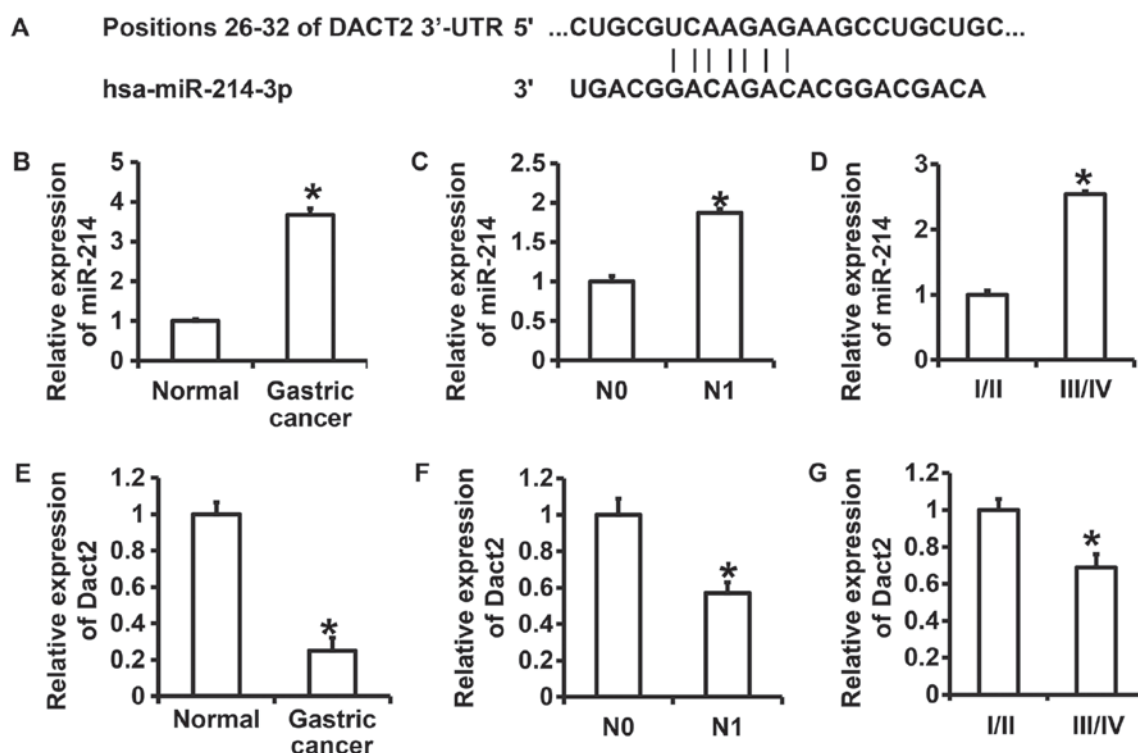 A Positions 26-32 of DACT2 3'-UTR 5' ...CUGCGUCAAGAGAAGCCUGCUGC...
hsa-miR-214-3p 3' UGACGGACAGACACGGACGACA
B
Relative expression
of miR-214
5
4
3
2
1
0
*
Normal
Gastric
cancer
C
Relative expression
of miR-214
2.5
2
1.5
1
0.5
0
*
N0
N1
D
Relative expression
of miR-214
3
2
1
0
*
I/II
III/IV
E
Relative expression
of Dact2
1.2
1
0.8
0.6
0.4
0.2
0
*
Normal
Gastric
cancer
F
Relative expression
of Dact2
1.2
1
0.8
0.6
0.4
0.2
0
*
N0
N1
G
Relative expression
of Dact2
1.2
1
0.8
0.6
0.4
0.2
0
*
I/II
III/IV